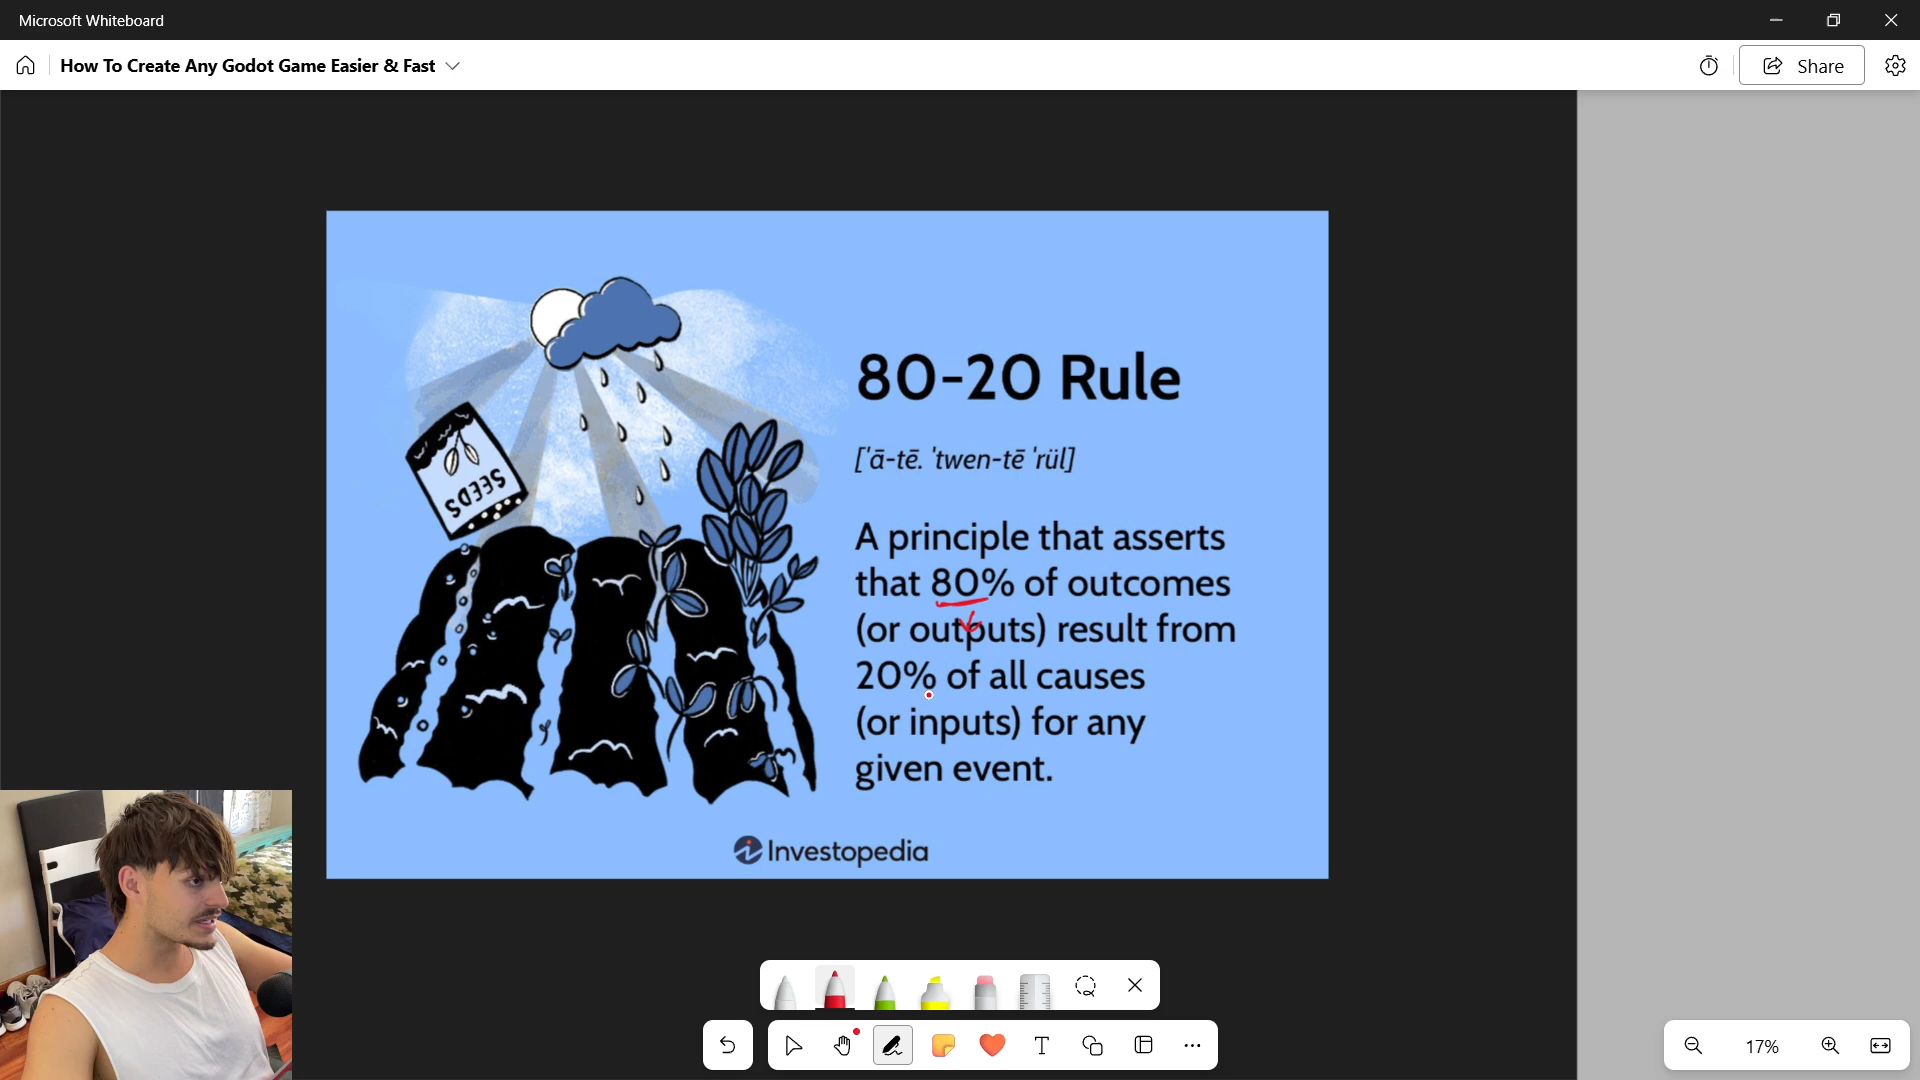 Microsoft Whiteboard
How To Create Any Godot Game Easier & Fast
Share
SEEDS
80-20 Rule
['ā-tē. 'twen-tē 'rül]
A principle that asserts
that 80% of outcomes
(or outputs) result from
20% of all causes
(or inputs) for any
given event.
Investopedia
17%